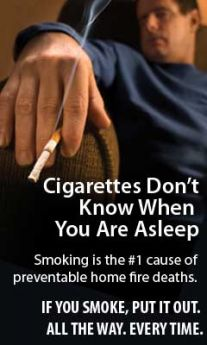 Cigarettes Don't
Know When
You Are Asleep
Smoking is the #1 cause of
preventable home fire deaths.
IF YOU SMOKE, PUT IT OUT.
ALL THE WAY. EVERY TIME.